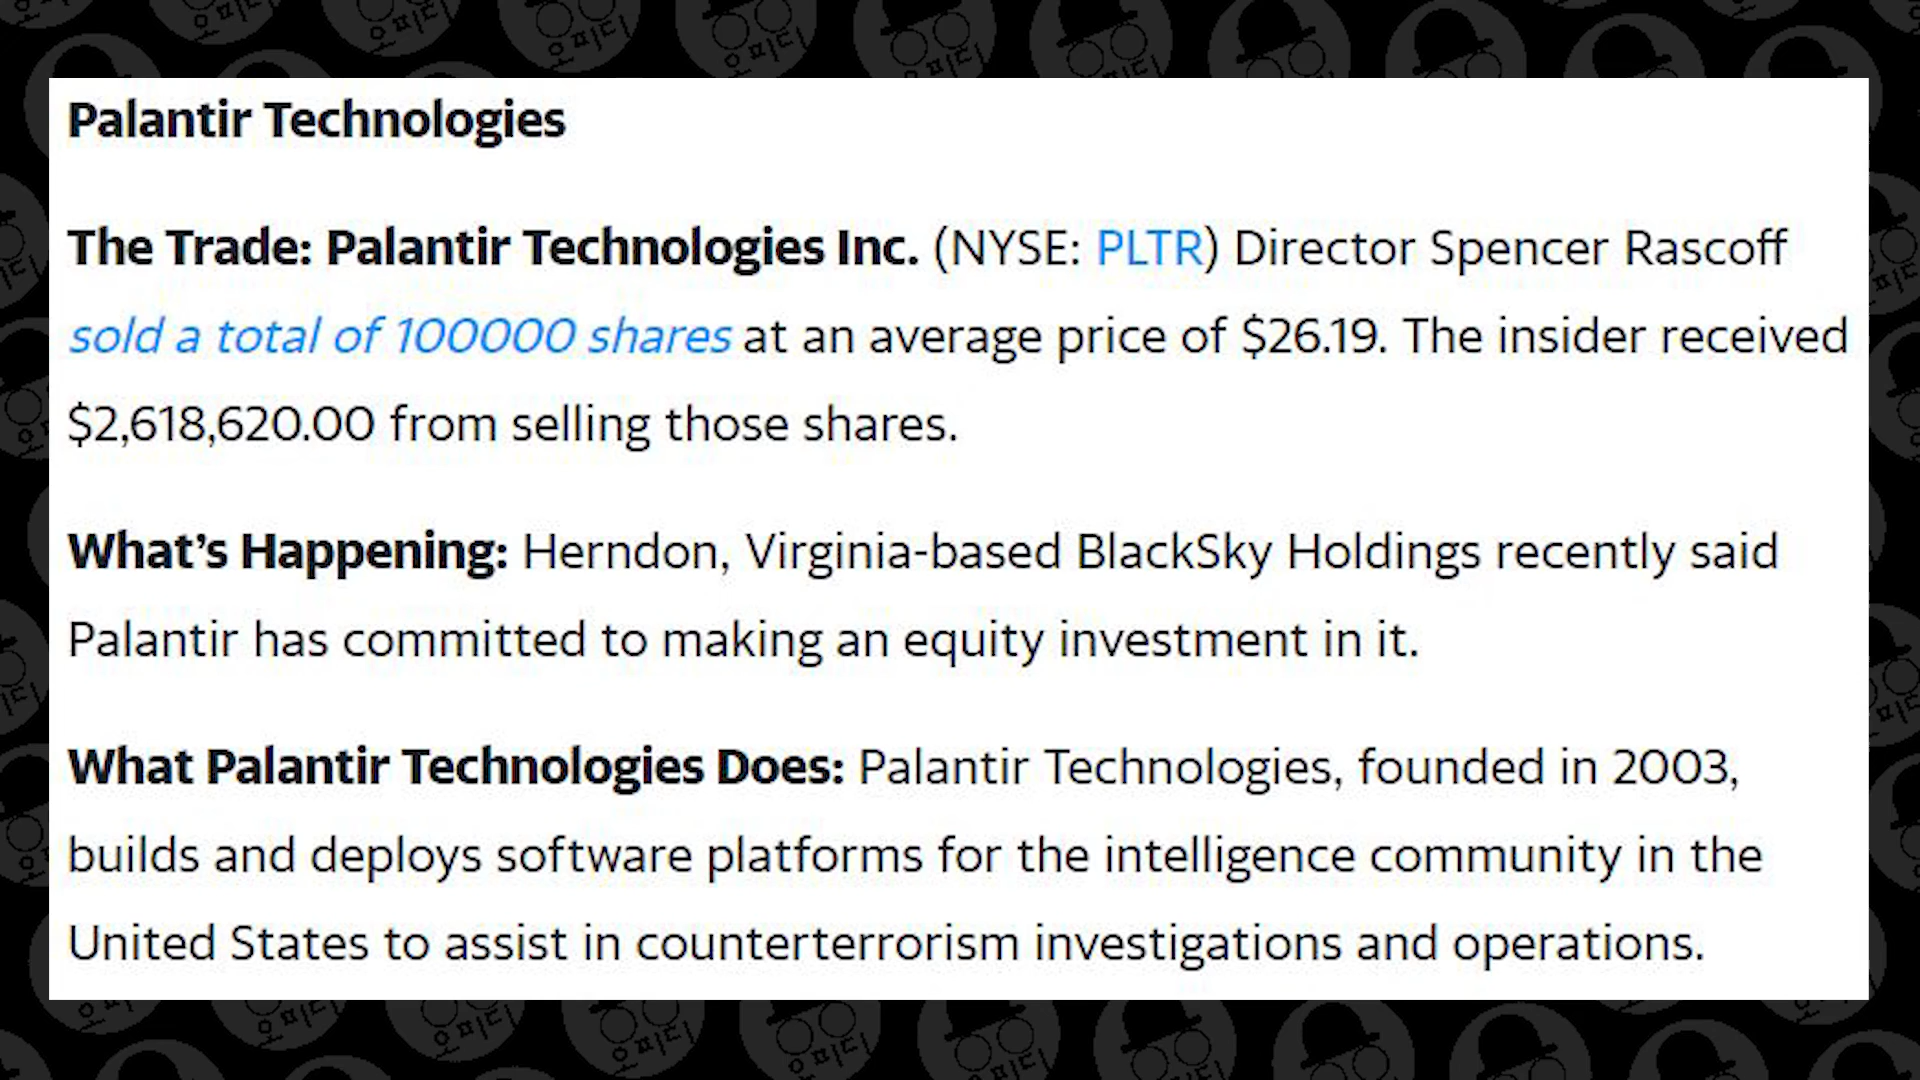 Palantir Technologies
The Trade: Palantir Technologies Inc. (NYSE: PLTR) Director Spencer Rascoff
sold a total of 100000 shares at an average price of $26.19. The insider received
$2,618,620.00 from selling those shares.
What’s Happening: Herndon, Virginia-based BlackSky Holdings recently said
Palantir has committed to making an equity investment in it.
What Palantir Technologies Does: Palantir Technologies, founded in 2003,
builds and deploys software platforms for the intelligence community in the
United States to assist in counterterrorism investigations and operations.
오피디